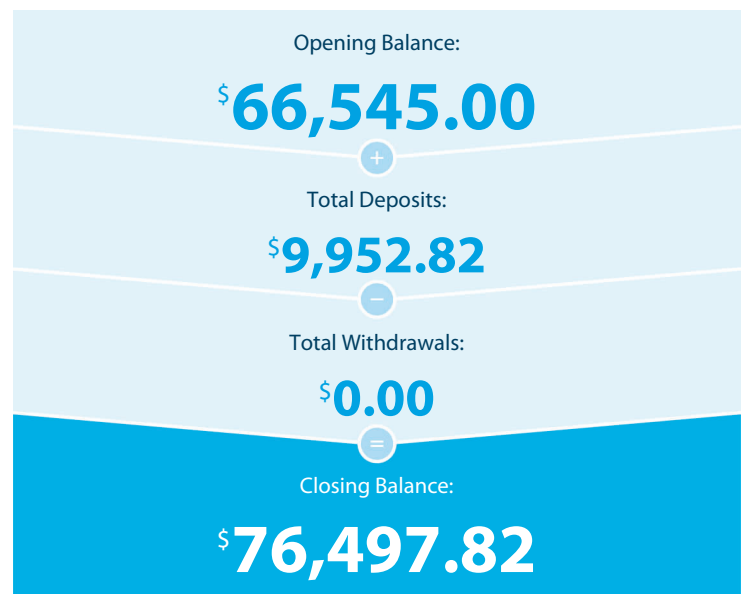 Opening Balance:
$66,545.00
+
Total Deposits:
$9,952.82
−
Total Withdrawals:
$0.00
=
Closing Balance:
$76,497.82